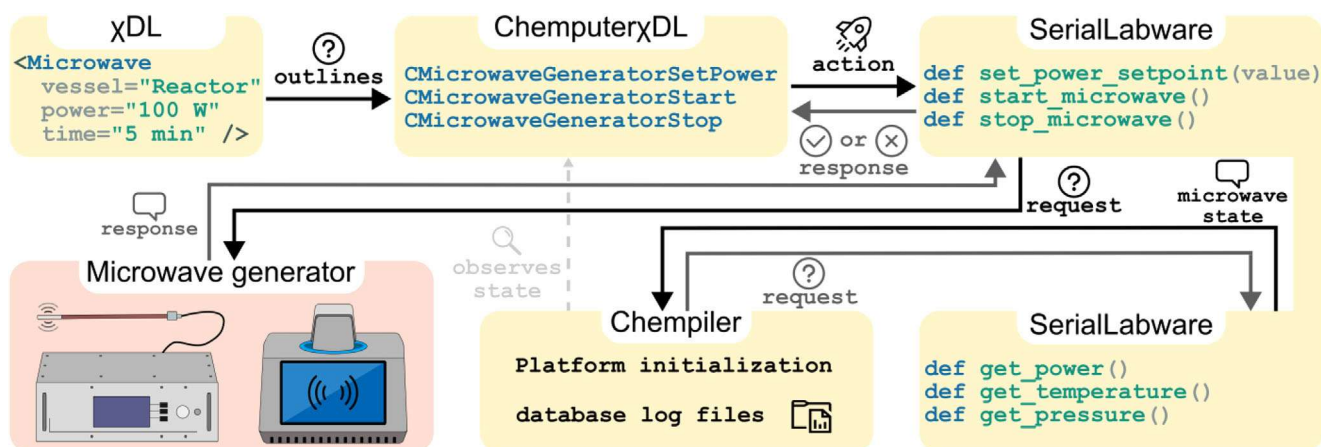 χDL
<Microwave
vessel="Reactor"
power="100 W"
time="5 min" />
outlines
ChemputerχDL
CMicrowaveGeneratorSetPower
CMicrowaveGeneratorStart
CMicrowaveGeneratorStop
action
or
response
SerialLabware
def set_power_setpoint(value)
def start_microwave()
def stop_microwave()
response
request
microwave
state
Microwave generator
observes
state
request
Chempiler
Platform initialization
database log files
SerialLabware
def get_power()
def get_temperature()
def get_pressure()